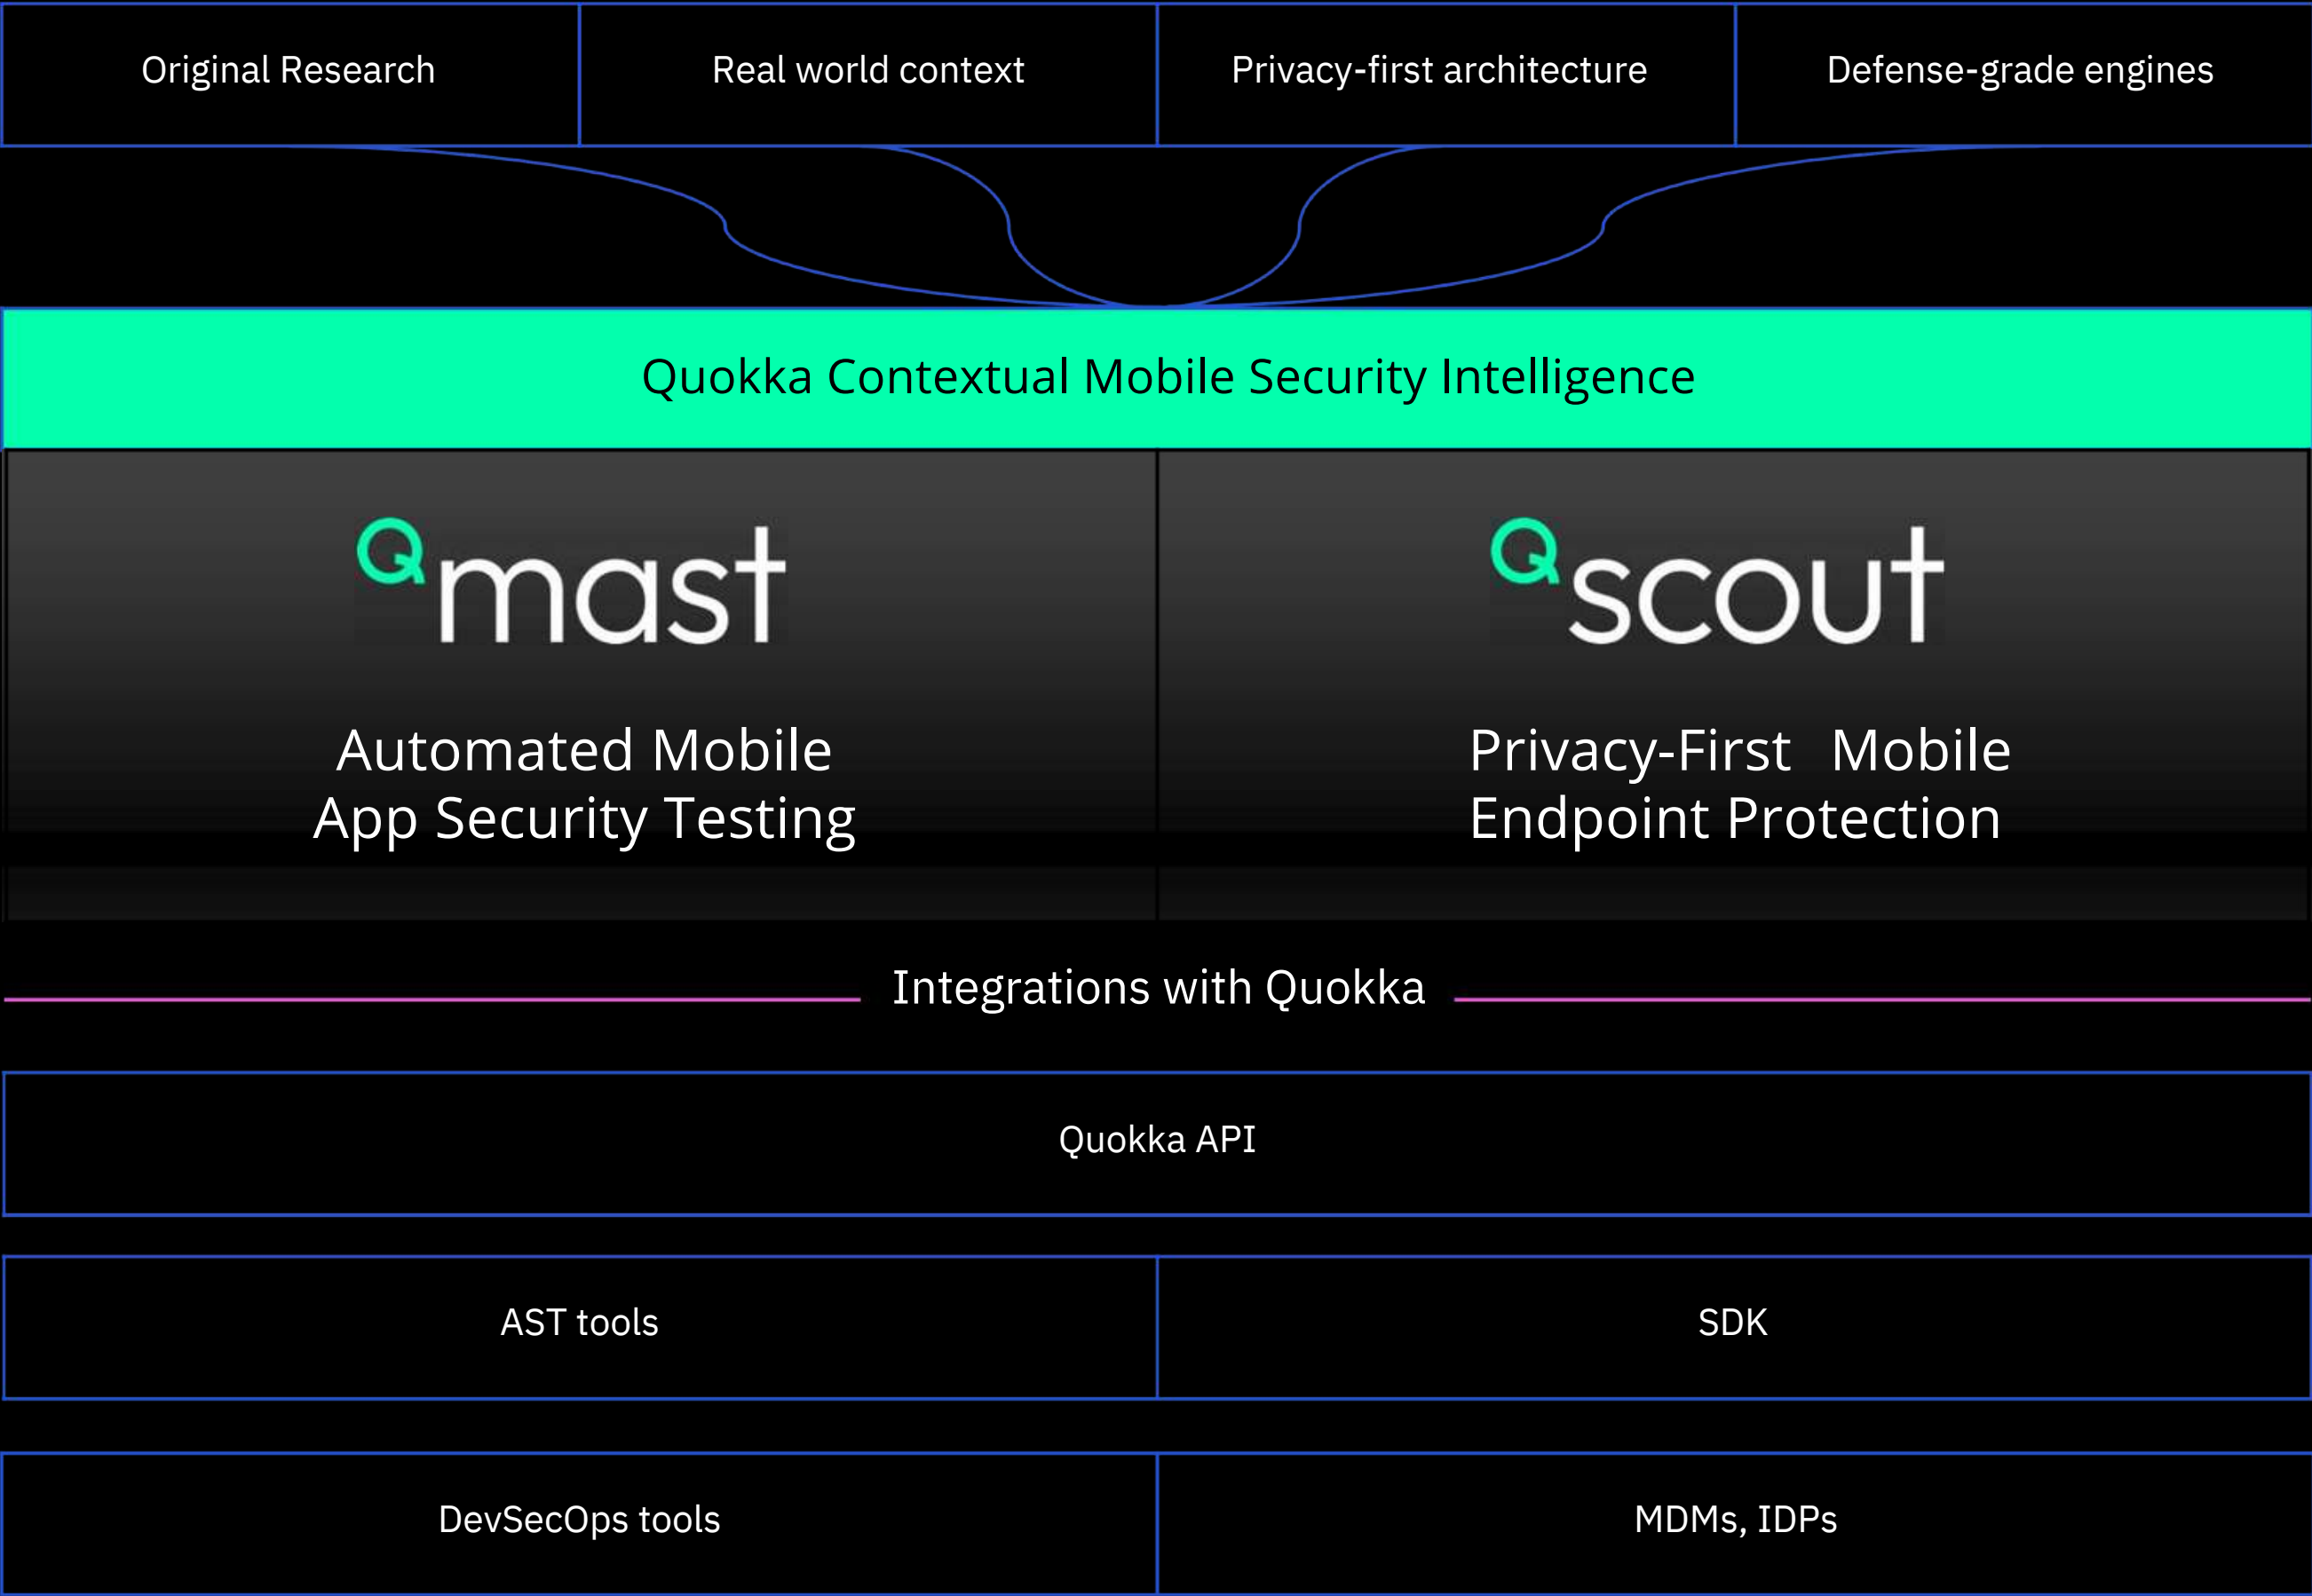 Original Research
Real world context
Privacy-first architecture
Defense-grade engines
Quokka Contextual Mobile Security Intelligence
Qmast
Automated Mobile
App Security Testing
Qscout
Privacy-First Mobile
Endpoint Protection
Integrations with Quokka
Quokka API
AST tools
SDK
DevSecOps tools
MDMs, IDPs